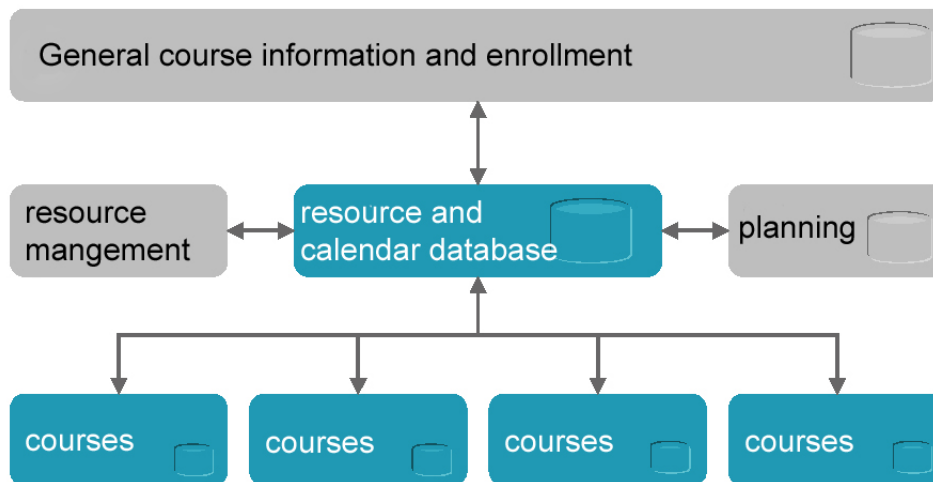 General course information and enrollment
resource
mangement
resource and
calendar database
planning
courses
courses
courses
courses